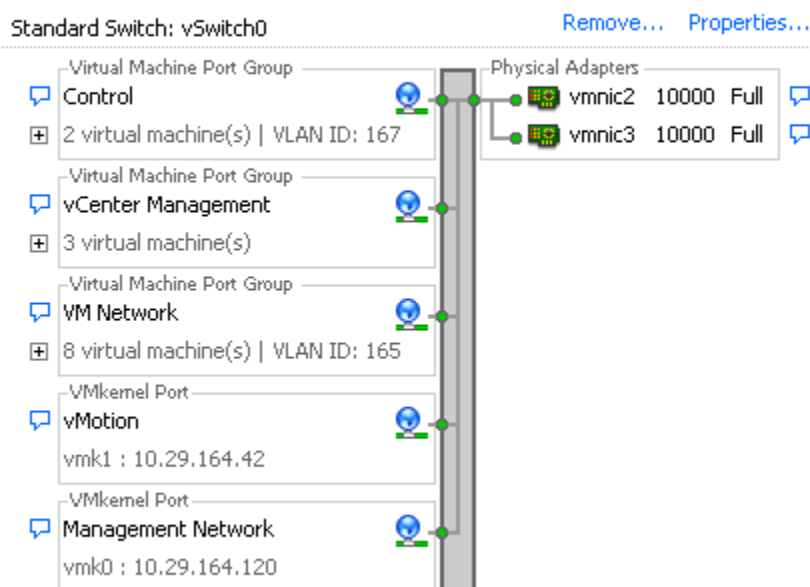 Standard Switch: vSwitch0 Remove... Properties...
Virtual Machine Port Group
Control
2 virtual machine(s) | VLAN ID: 167
Physical Adapters
vmnic2 10000 Full
vmnic3 10000 Full
Virtual Machine Port Group
vCenter Management
3 virtual machine(s)
Virtual Machine Port Group
VM Network
8 virtual machine(s) | VLAN ID: 165
VMkernel Port
vMotion
vmk1 : 10.29.164.42
VMkernel Port
Management Network
vmk0 : 10.29.164.120